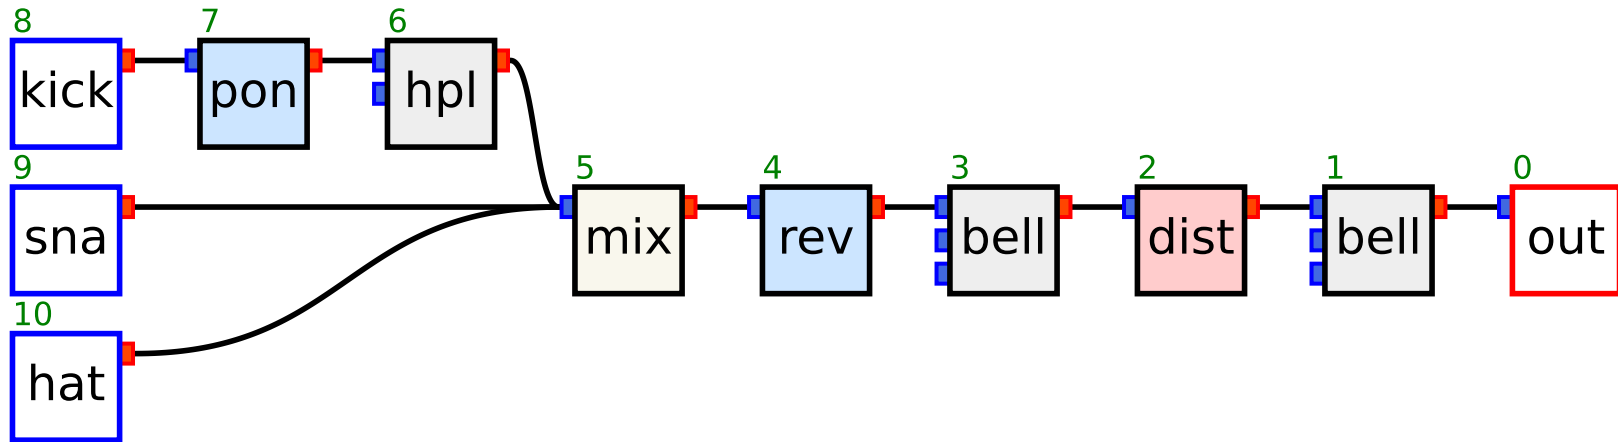 8 7 6
kick pon hpl
9 5 4 3 2 1 0
sna mix rev bell dist bell out
10
hat